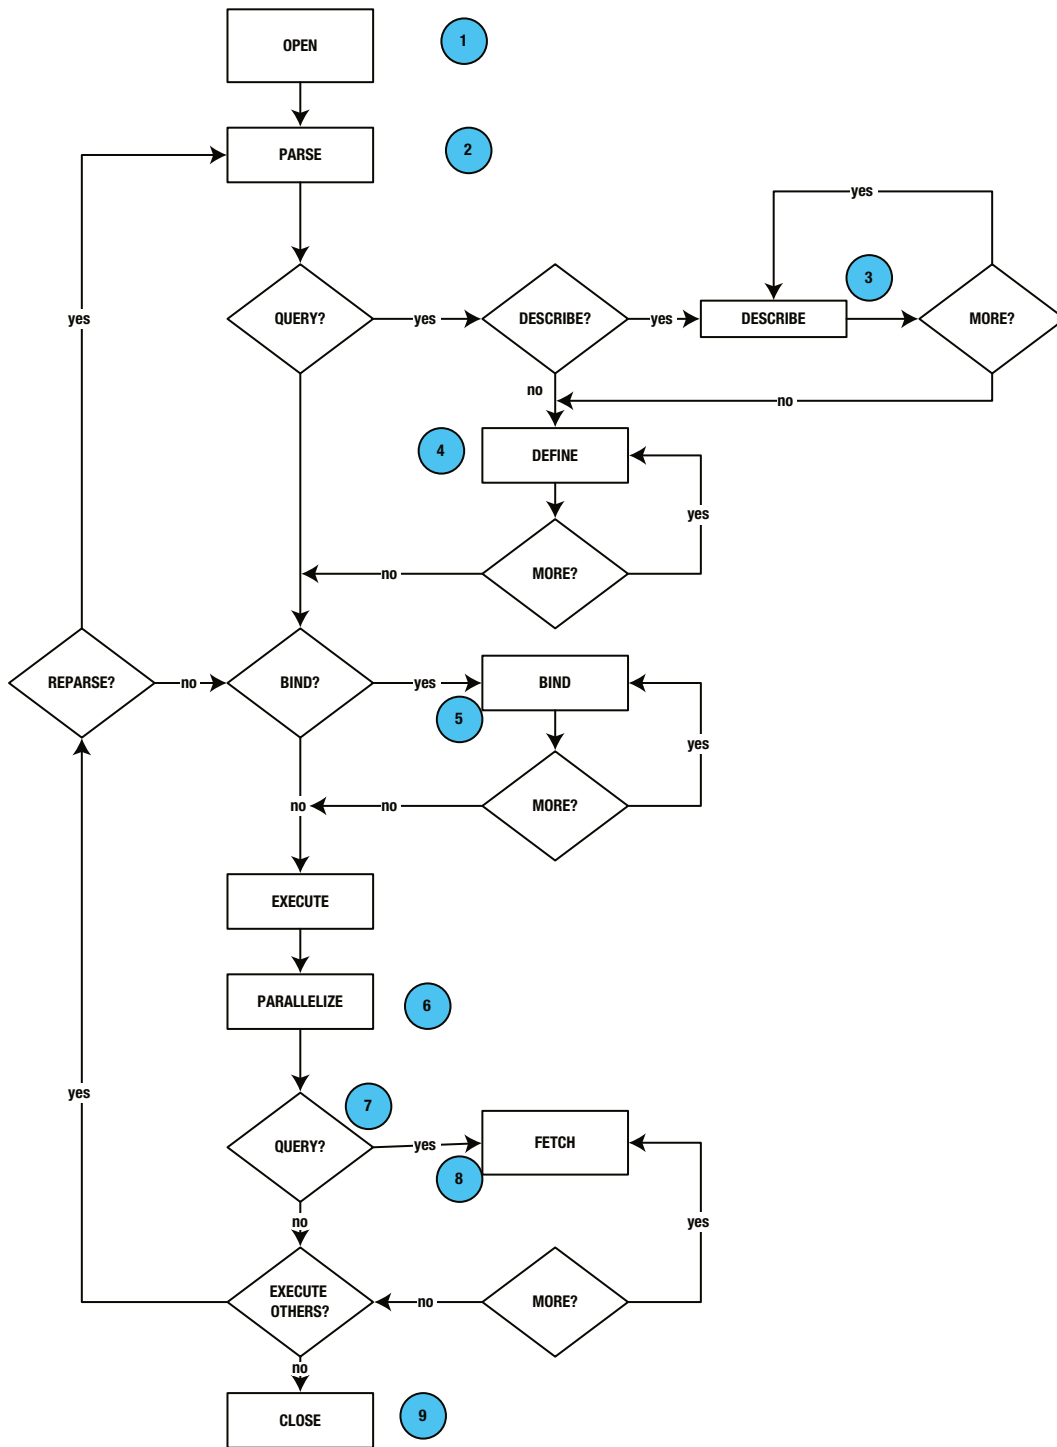 OPEN
1
PARSE
2
yes
3
yes
QUERY?
yes
DESCRIBE?
yes
DESCRIBE
MORE?
no
no
4
DEFINE
yes
yes
no
MORE?
REPARSE?
no
BIND?
yes
BIND
5
yes
no
no
MORE?
EXECUTE
PARALLELIZE
6
yes
7
QUERY?
yes
FETCH
8
no
yes
EXECUTE
OTHERS?
no
MORE?
no
CLOSE
9